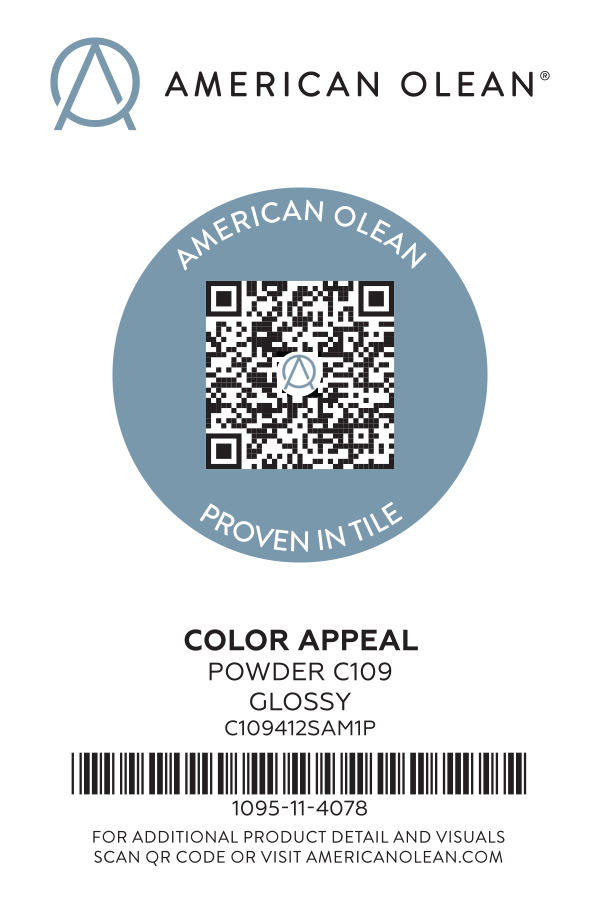 AMERICAN OLEAN®
AMERICAN OLEAN
PROVEN IN TILE
COLOR APPEAL
POWDER C109
GLOSSY
C109412SAM1P
1095-11-4078
FOR ADDITIONAL PRODUCT DETAIL AND VISUALS
SCAN QR CODE OR VISIT AMERICANOLEAN.COM